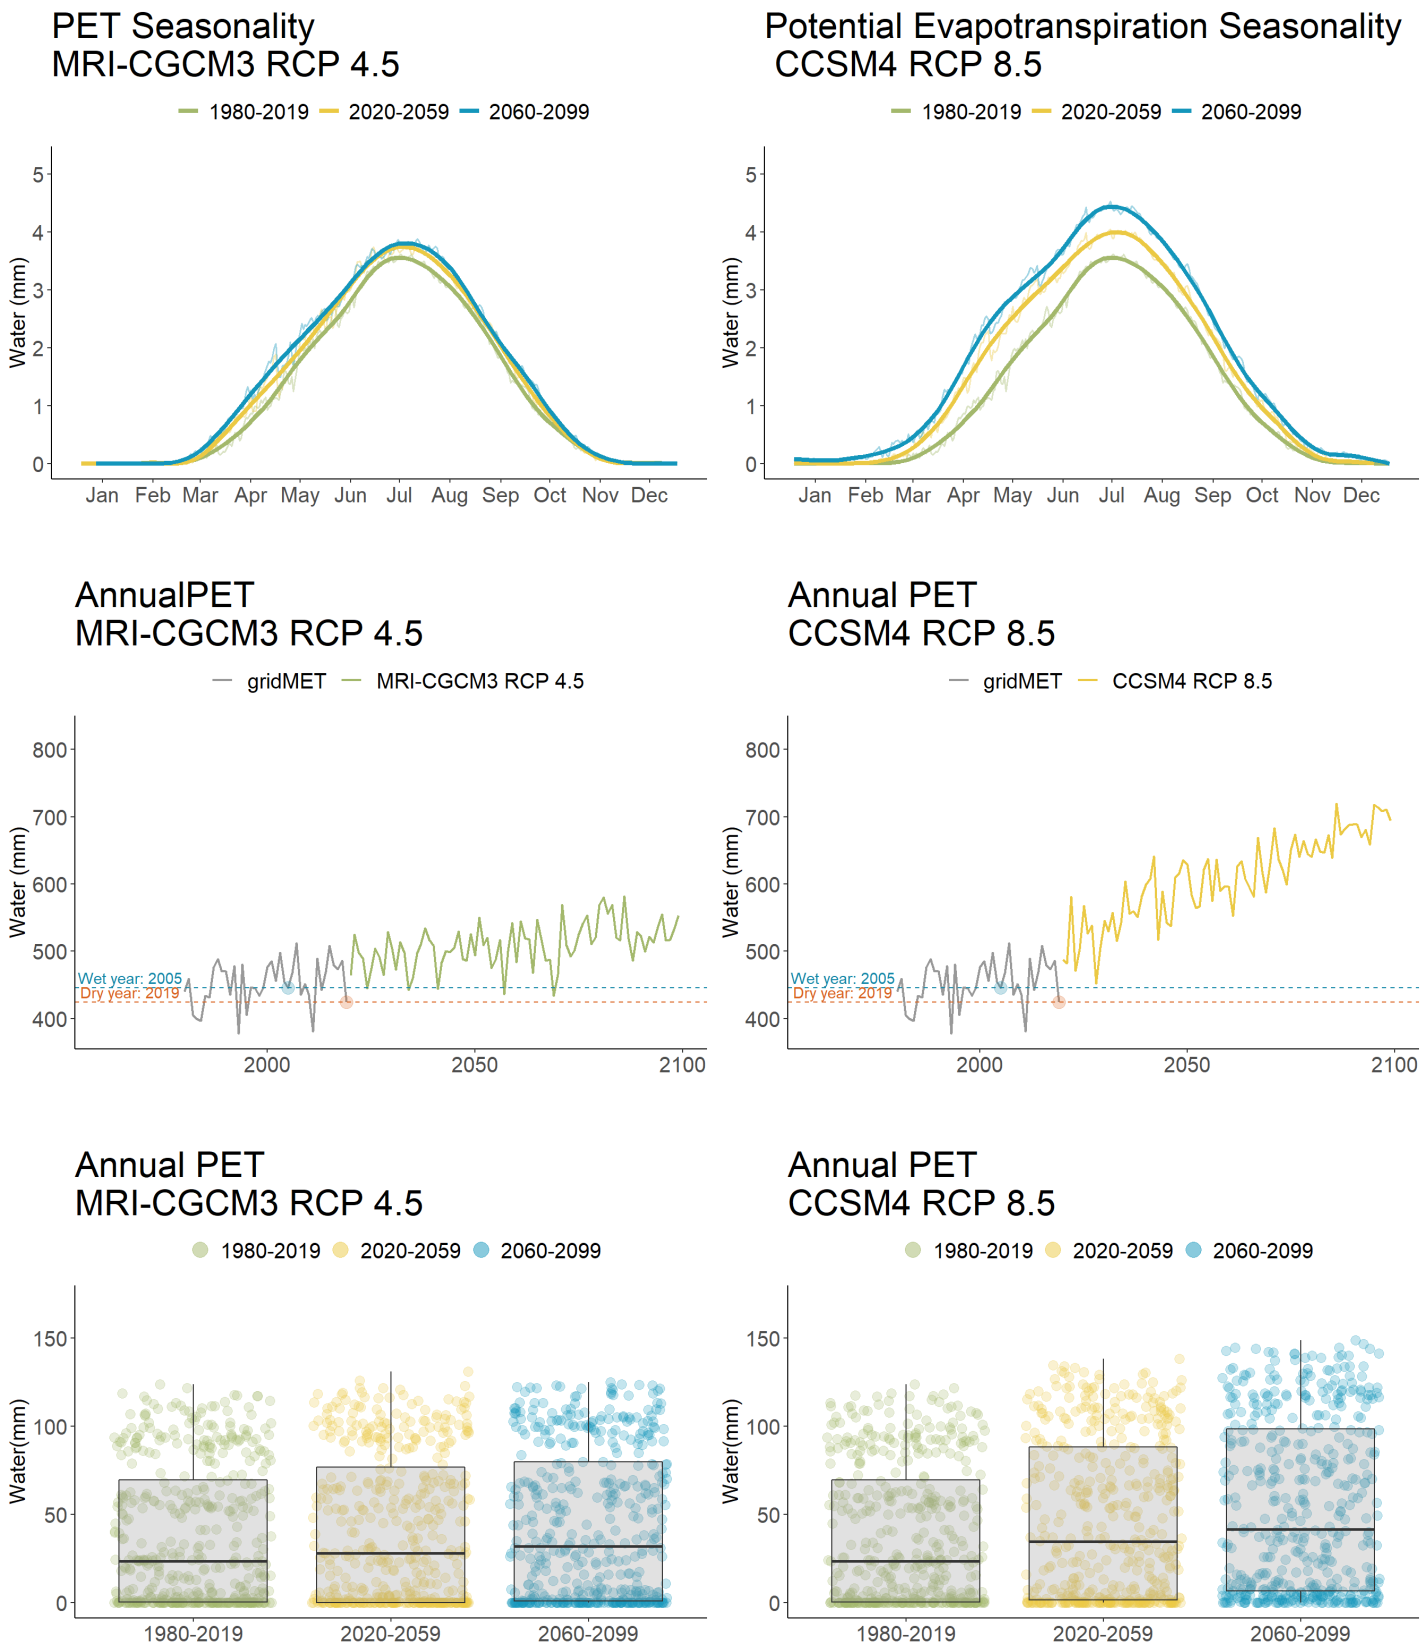 PET Seasonality
MRI-CGCM3 RCP 4.5
1980-2019 2020-2059 2060-2099
Water (mm)
5
4
3
2
1
0
Jan Feb Mar Apr May Jun Jul Aug Sep Oct Nov Dec
Potential Evapotranspiration Seasonality
CCSM4 RCP 8.5
1980-2019 2020-2059 2060-2099
Water (mm)
5
4
3
2
1
0
Jan Feb Mar Apr May Jun Jul Aug Sep Oct Nov Dec
AnnualPET
MRI-CGCM3 RCP 4.5
gridMET MRI-CGCM3 RCP 4.5
Water (mm)
800
700
600
500
400
Wet year: 2005
Dry year: 2019
2000 2050 2100
Annual PET
CCSM4 RCP 8.5
gridMET CCSM4 RCP 8.5
Water (mm)
800
700
600
500
400
Wet year: 2005
Dry year: 2019
2000 2050 2100
Annual PET
MRI-CGCM3 RCP 4.5
1980-2019 2020-2059 2060-2099
Water(mm)
150
100
50
0
1980-2019 2020-2059 2060-2099
Annual PET
CCSM4 RCP 8.5
1980-2019 2020-2059 2060-2099
Water(mm)
150
100
50
0
1980-2019 2020-2059 2060-2099